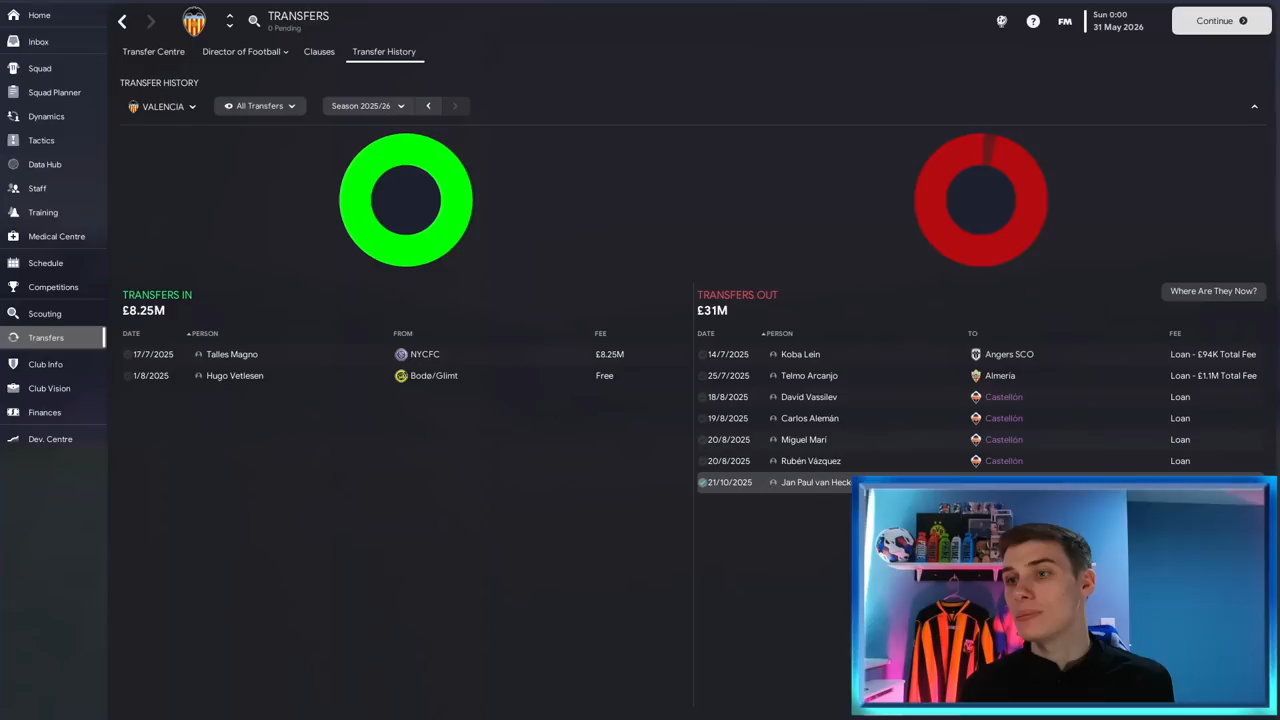 Home
Inbox
Squad
Squad Planner
Dynamics
Tactics
Data Hub
Staff
Training
Medical Centre
Schedule
Competitions
Scouting
Transfers
Club Info
Club Vision
Finances
Dev. Centre
TRANSFERS
0 Pending
FM
Sun 0:00
31 May 2026
Continue
Transfer Centre
Director of Football
Clauses
Transfer History
TRANSFER HISTORY
VALENCIA
All Transfers
Season 2025/26
TRANSFERS IN
£8.25M
DATE PERSON FROM FEE
17/7/2025 Talles Magno NYCFC £8.25M
1/8/2025 Hugo Vetlesen Bodø/Glimt Free
TRANSFERS OUT
£31M
Where Are They Now?
DATE PERSON TO FEE
14/7/2025 Koba Lein Angers SCO Loan - £94K Total Fee
25/7/2025 Telmo Arcanjo Almería Loan - £1.1M Total Fee
18/8/2025 David Vassilev Castellón Loan
19/8/2025 Carlos Alemán Castellón Loan
20/8/2025 Miguel Marí Castellón Loan
20/8/2025 Rubén Vázquez Castellón Loan
21/10/2025 Jan Paul van Heck